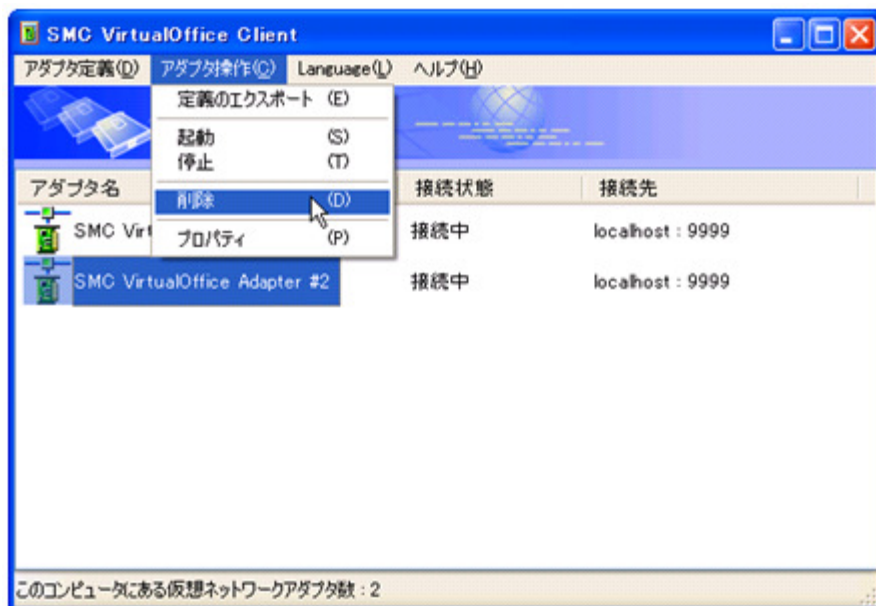 SMC VirtualOffice Client
アダプタ定義(D) アダプタ操作(C) Language(L) ヘルプ(H)
定義のエクスポート (E)
起動 (S)
停止 (T)
削除 (D)
プロパティ (P)
アダプタ名 接続状態 接続先
SMC Virt 接続中 localhost : 9999
SMC VirtualOffice Adapter #2 接続中 localhost : 9999
このコンピュータにある仮想ネットワークアダプタ数 : 2